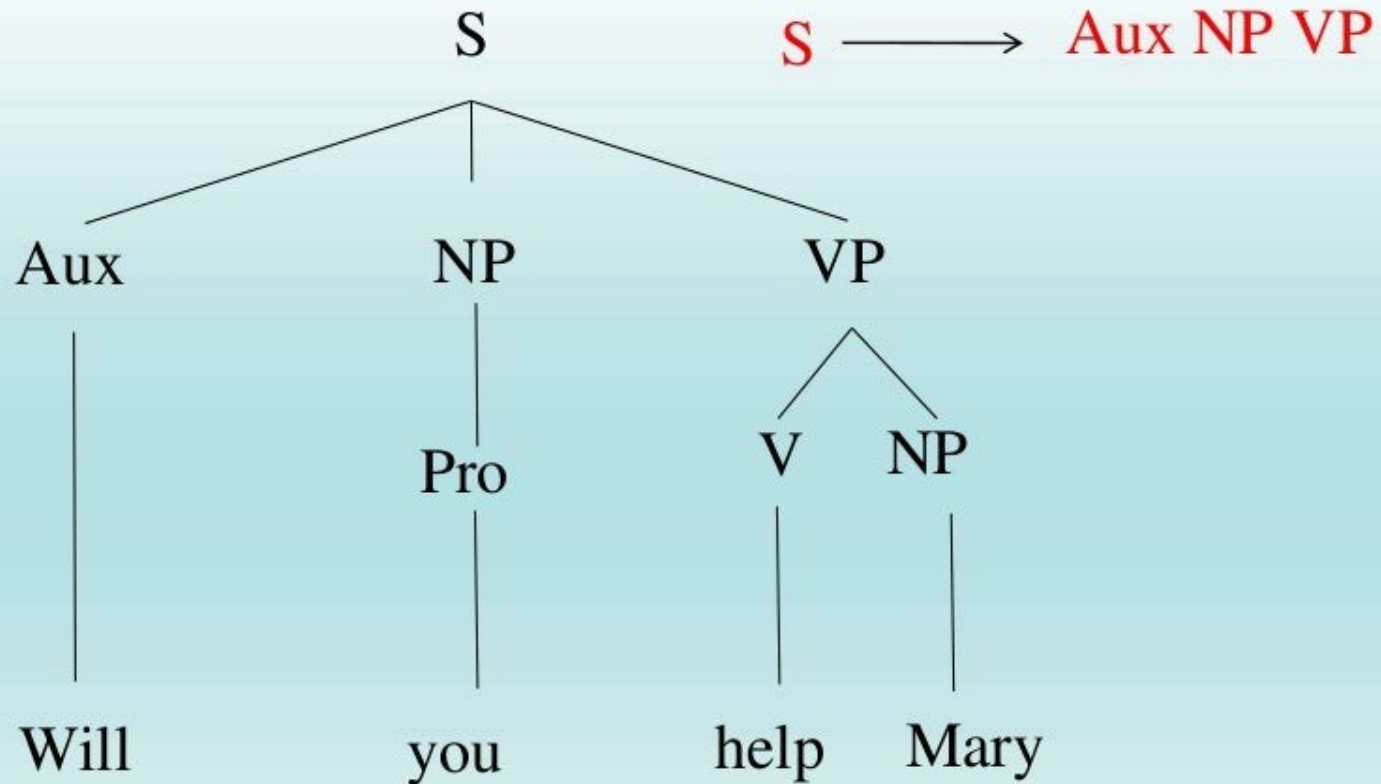 S S → Aux NP VP
Aux NP VP
V NP
Pro
Will you help Mary